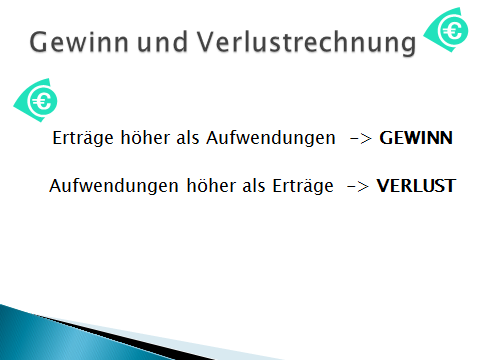 Gewinn und Verlustrechnung
€
€
Erträge höher als Aufwendungen -> GEWINN
Aufwendungen höher als Erträge -> VERLUST